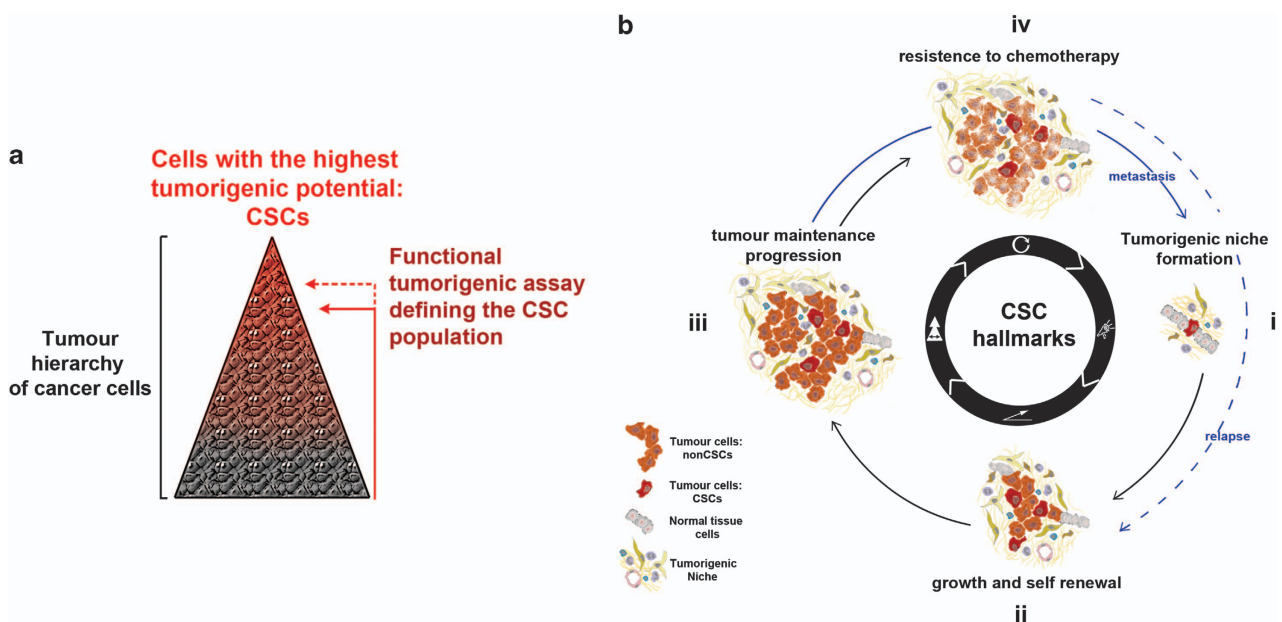 a
Cells with the highest
tumorigenic potential:
CSCs
Functional
tumorigenic assay
defining the CSC
population
Tumour
hierarchy
of cancer cells
b
iv
resistence to chemotherapy
metastasis
tumour maintenance
progression
Tumorigenic niche
formation
iii
CSC
hallmarks
i
relapse
Tumour cells:
nonCSCs
Tumour cells:
CSCs
Normal tissue
cells
Tumorigenic
Niche
growth and self renewal
ii